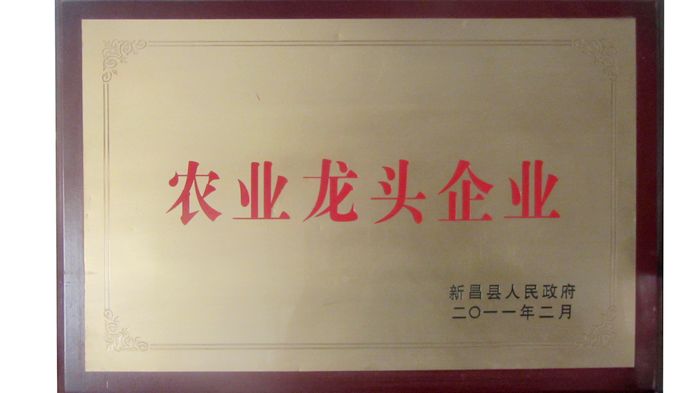 农业龙头企业
新昌县人民政府
二〇一一年二月